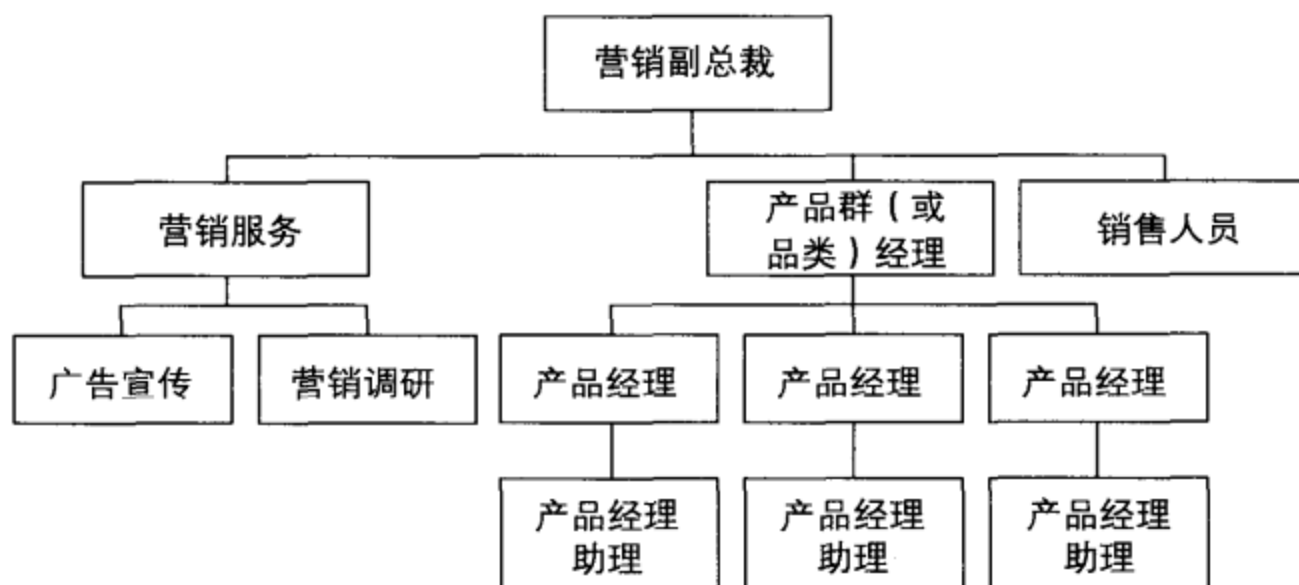 营销副总裁
营销服务
产品群（或
品类）经理
销售人员
广告宣传
营销调研
产品经理
产品经理
产品经理
产品经理
助理
产品经理
助理
产品经理
助理